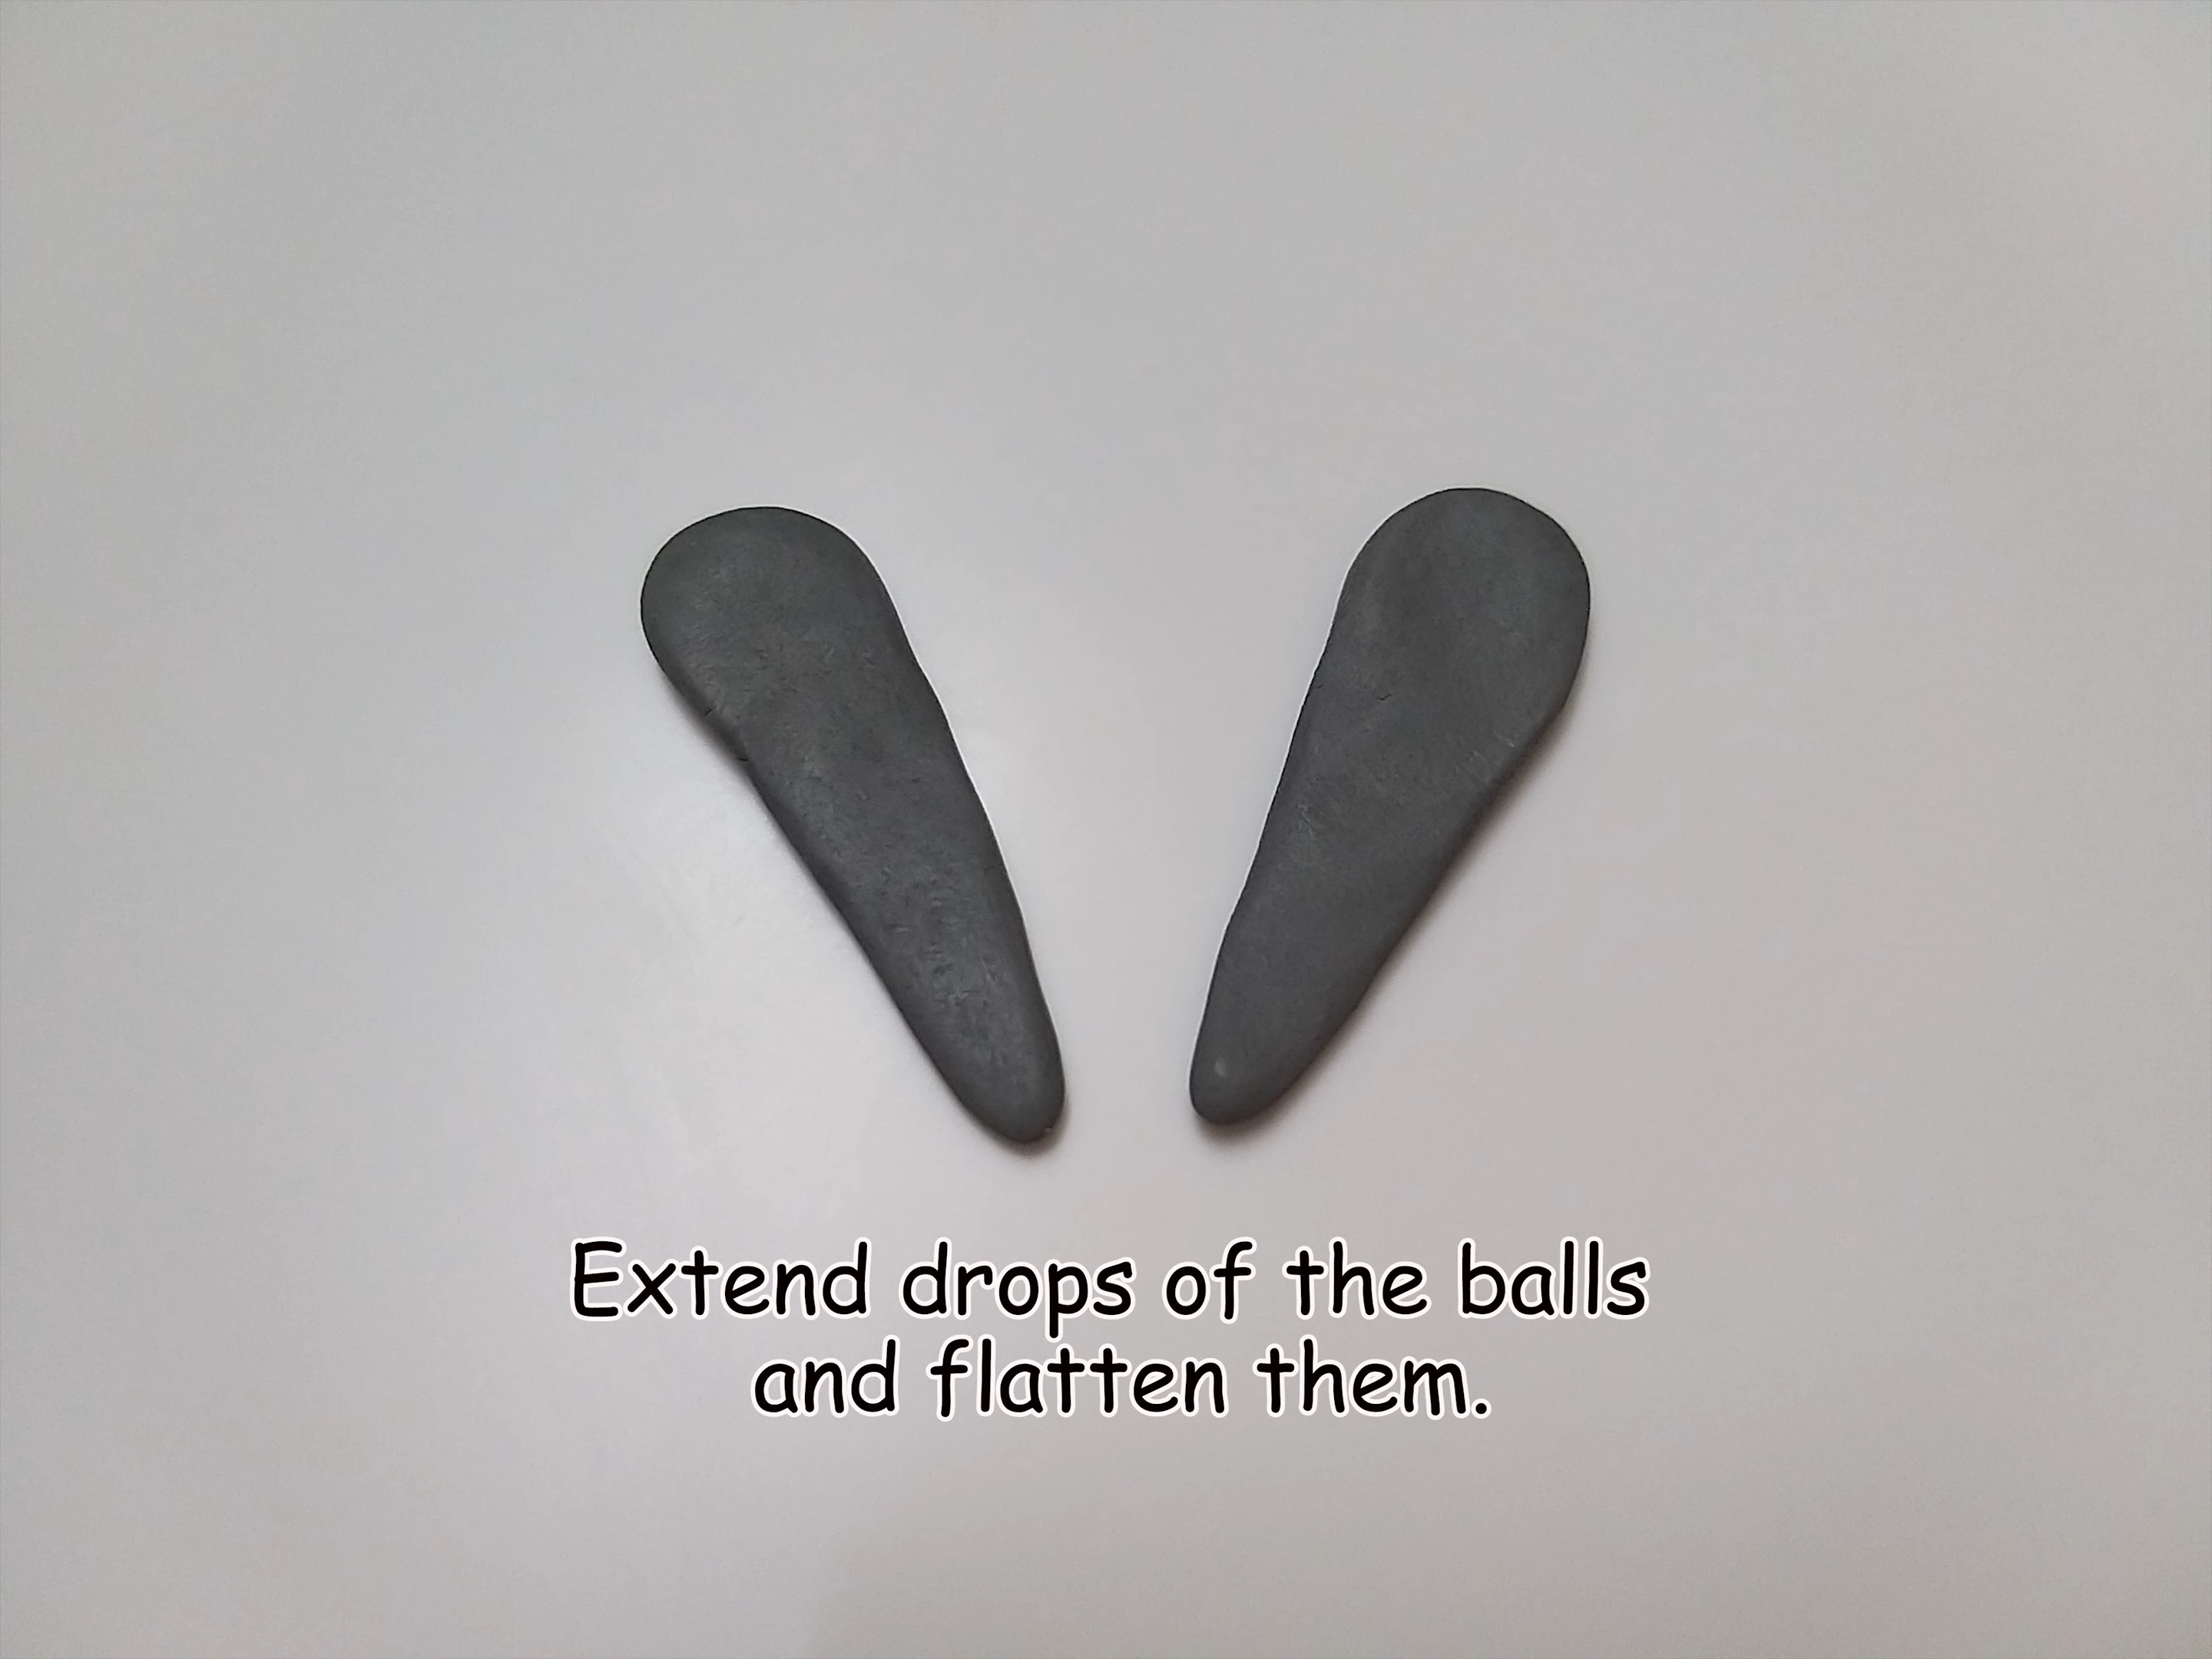 Extend drops of the balls
and flatten them.